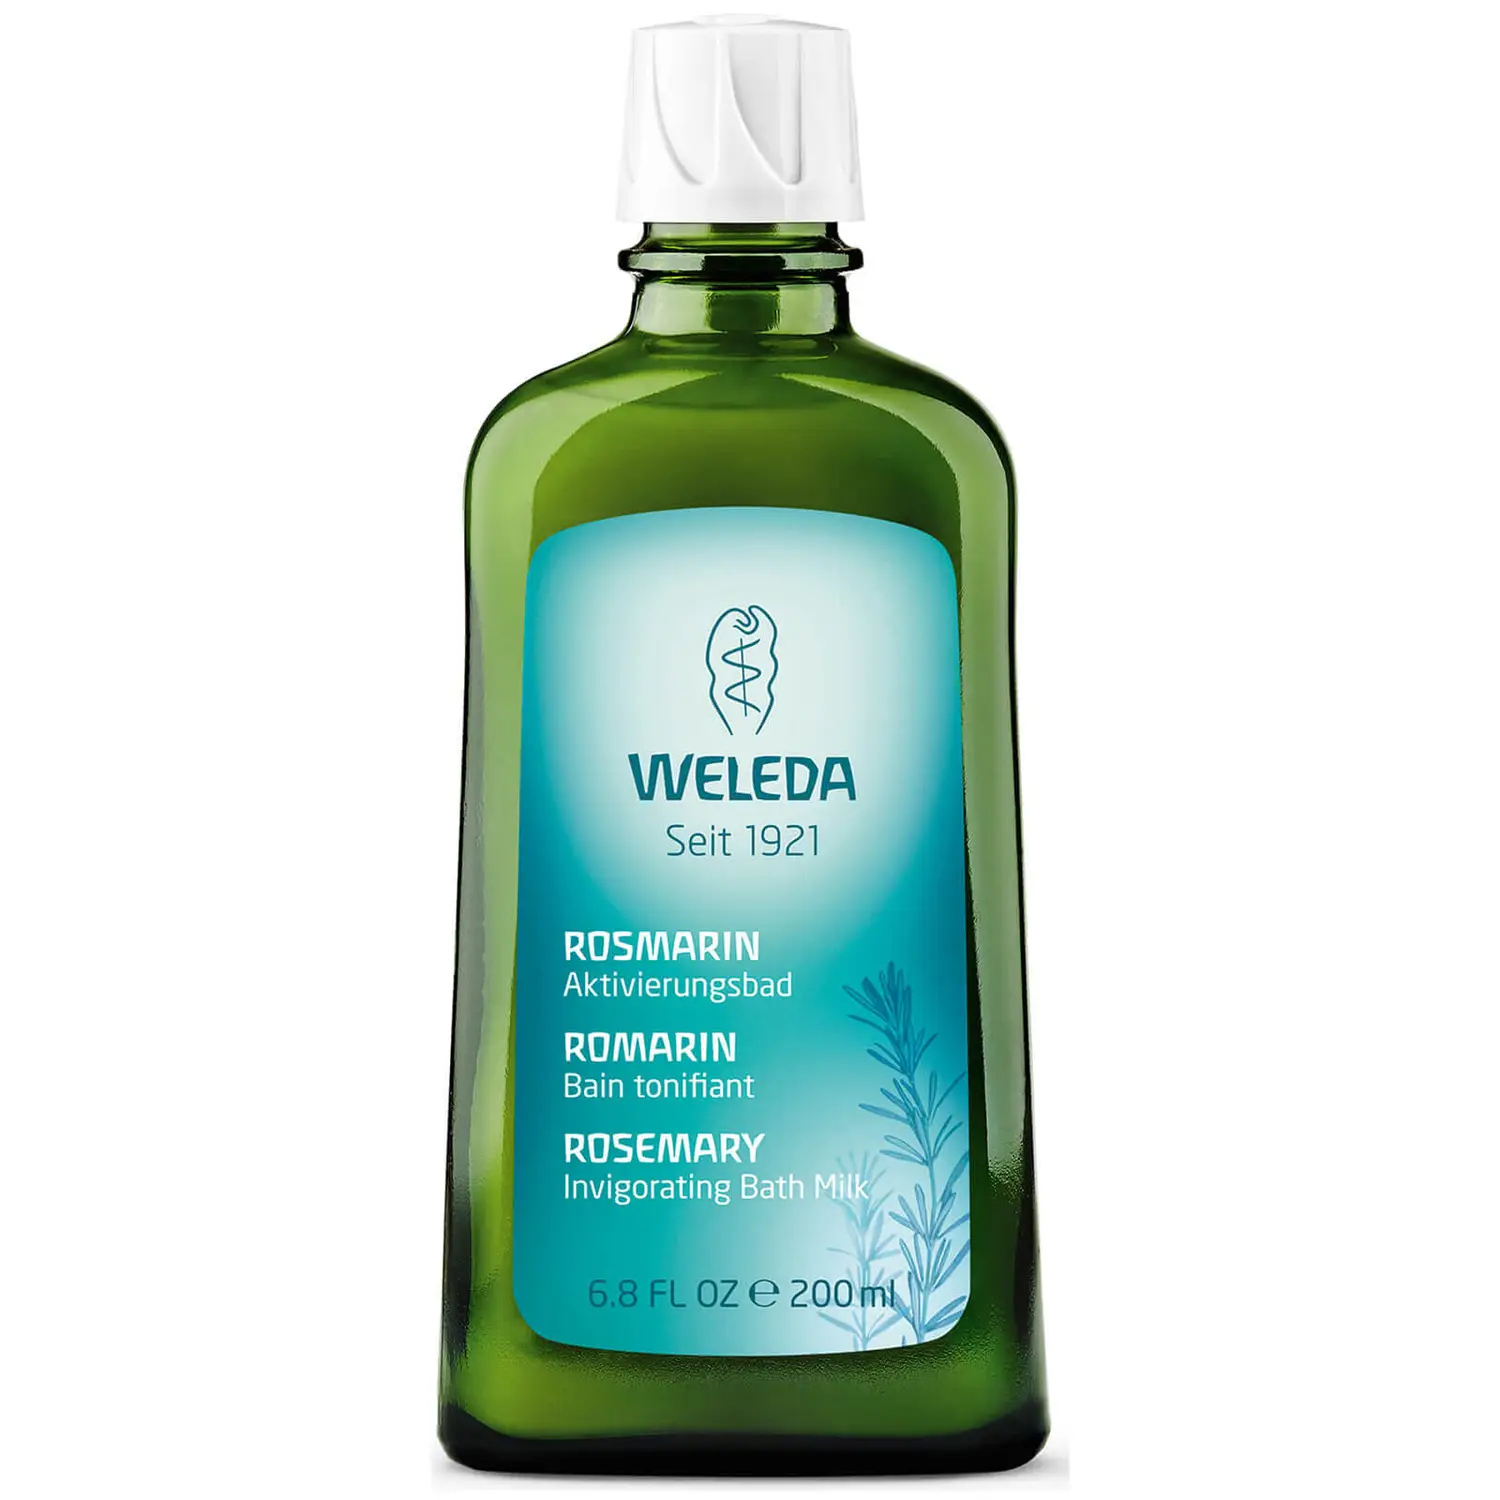 WELEDA
Seit 1921
ROSMARIN
Aktivierungsbad
ROMARIN
Bain tonifiant
ROSEMARY
Invigorating Bath Milk
6.8 FL OZ ℮ 200 ml